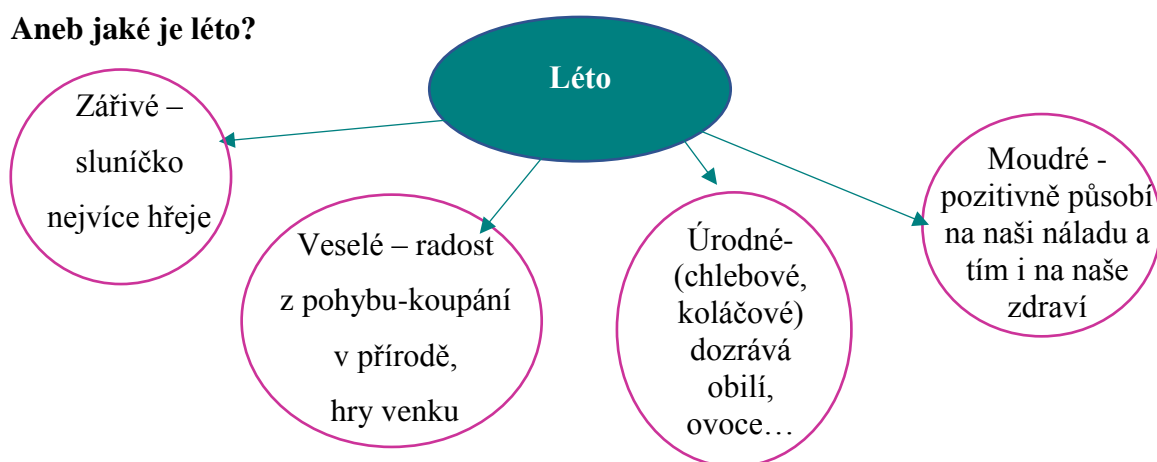 Aneb jaké je léto?
Léto
Zářivé –
sluníčko
nejvíce hřeje
Veselé – radost
z pohybu-koupání
v přírodě,
hry venku
Úrodné-
(chlebové,
koláčové)
dozrává
obilí,
ovoce…
Moudré -
pozitivně působí
na naši náladu a
tím i na naše
zdraví